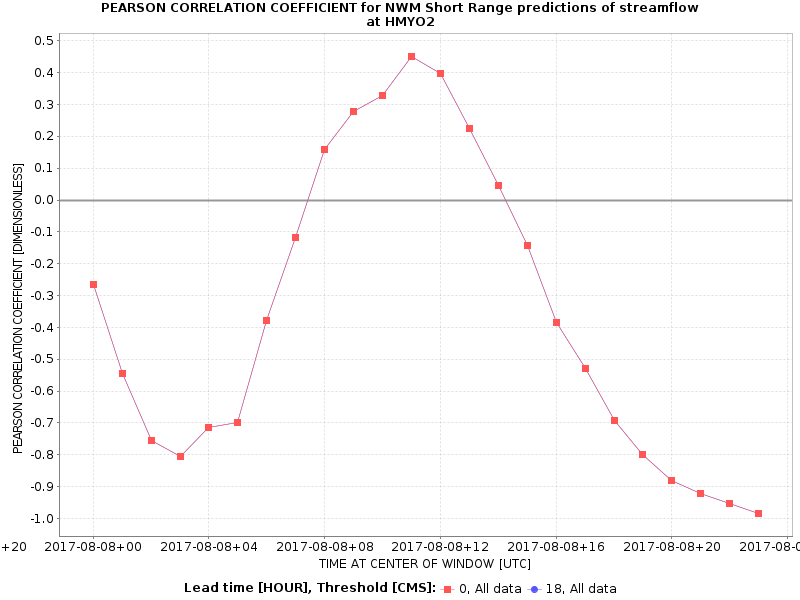 PEARSON CORRELATION COEFFICIENT for NWM Short Range predictions of streamflow
at HMYO2
PEARSON CORRELATION COEFFICIENT [DIMENSIONLESS]
0.5
0.4
0.3
0.2
0.1
0.0
-0.1
-0.2
-0.3
-0.4
-0.5
-0.6
-0.7
-0.8
-0.9
-1.0
+20 2017-08-08+00 2017-08-08+04 2017-08-08+08 2017-08-08+12 2017-08-08+16 2017-08-08+20 2017-08-0
TIME AT CENTER OF WINDOW [UTC]
Lead time [HOUR], Threshold [CMS]: 0, All data 18, All data